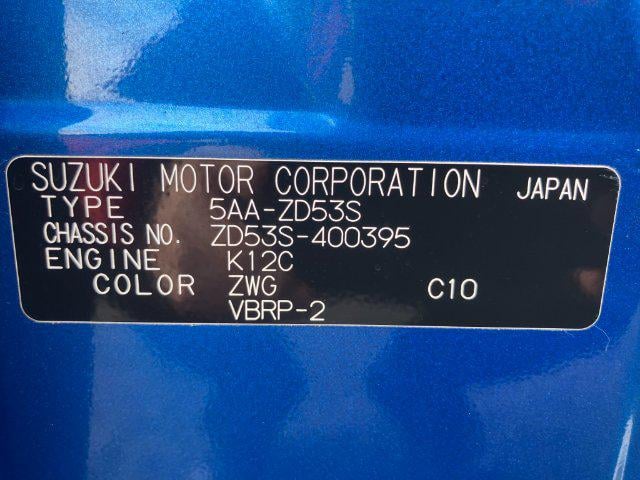 SUZUKI MOTOR CORPORATION JAPAN
TYPE 5AA-ZD53S
CHASSIS NO. ZD53S-400395
ENGINE K12C
COLOR ZWG C10
VBRP-2